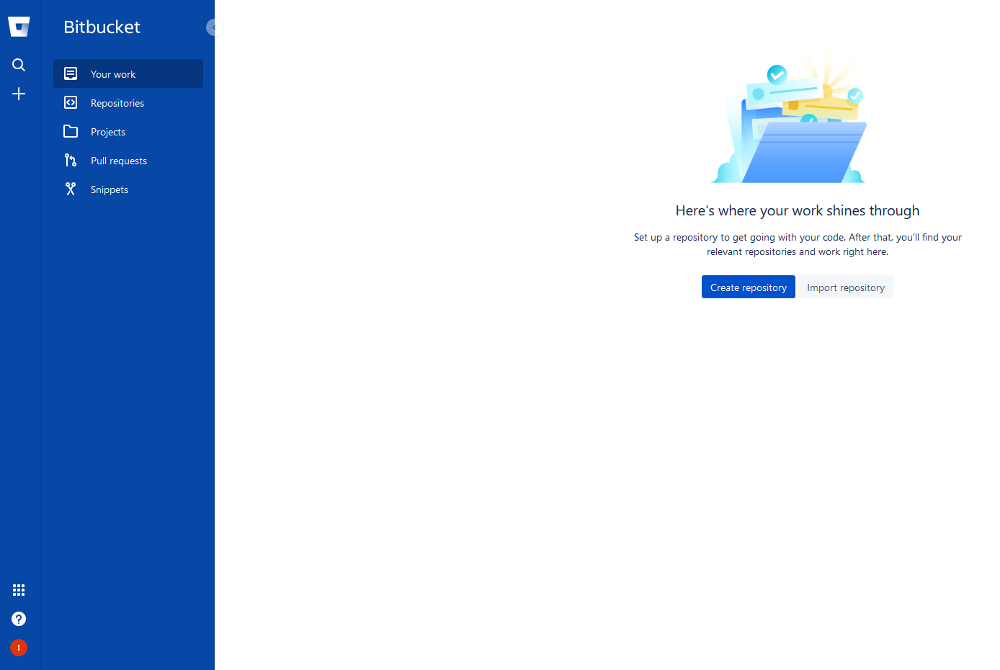 Bitbucket
Your work
Repositories
Projects
Pull requests
Snippets
I
Here's where your work shines through
Set up a repository to get going with your code. After that, you’ll find your
relevant repositories and work right here.
Create repository
Import repository